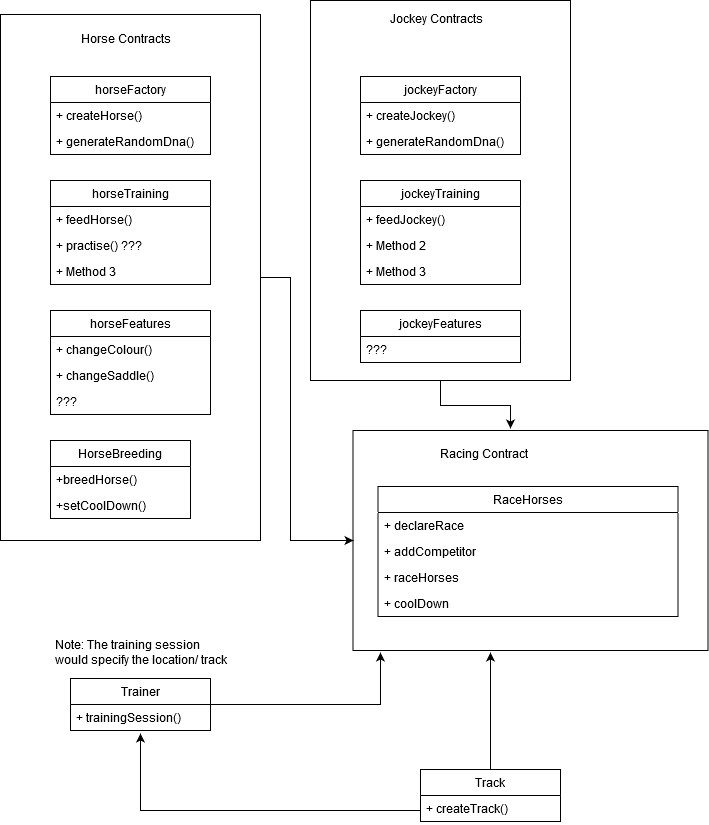 Horse Contracts
horseFactory
+ createHorse()
+ generateRandomDna()
horseTraining
+ feedHorse()
+ practise() ???
+ Method 3
horseFeatures
+ changeColour()
+ changeSaddle()
???
HorseBreeding
+breedHorse()
+setCoolDown()
Jockey Contracts
jockeyFactory
+ createJockey()
+ generateRandomDna()
jockeyTraining
+ feedJockey()
+ Method 2
+ Method 3
jockeyFeatures
???
Racing Contract
RaceHorses
+ declareRace
+ addCompetitor
+ raceHorses
+ coolDown
Note: The training session
would specify the location/ track
Trainer
+ trainingSession()
Track
+ createTrack()